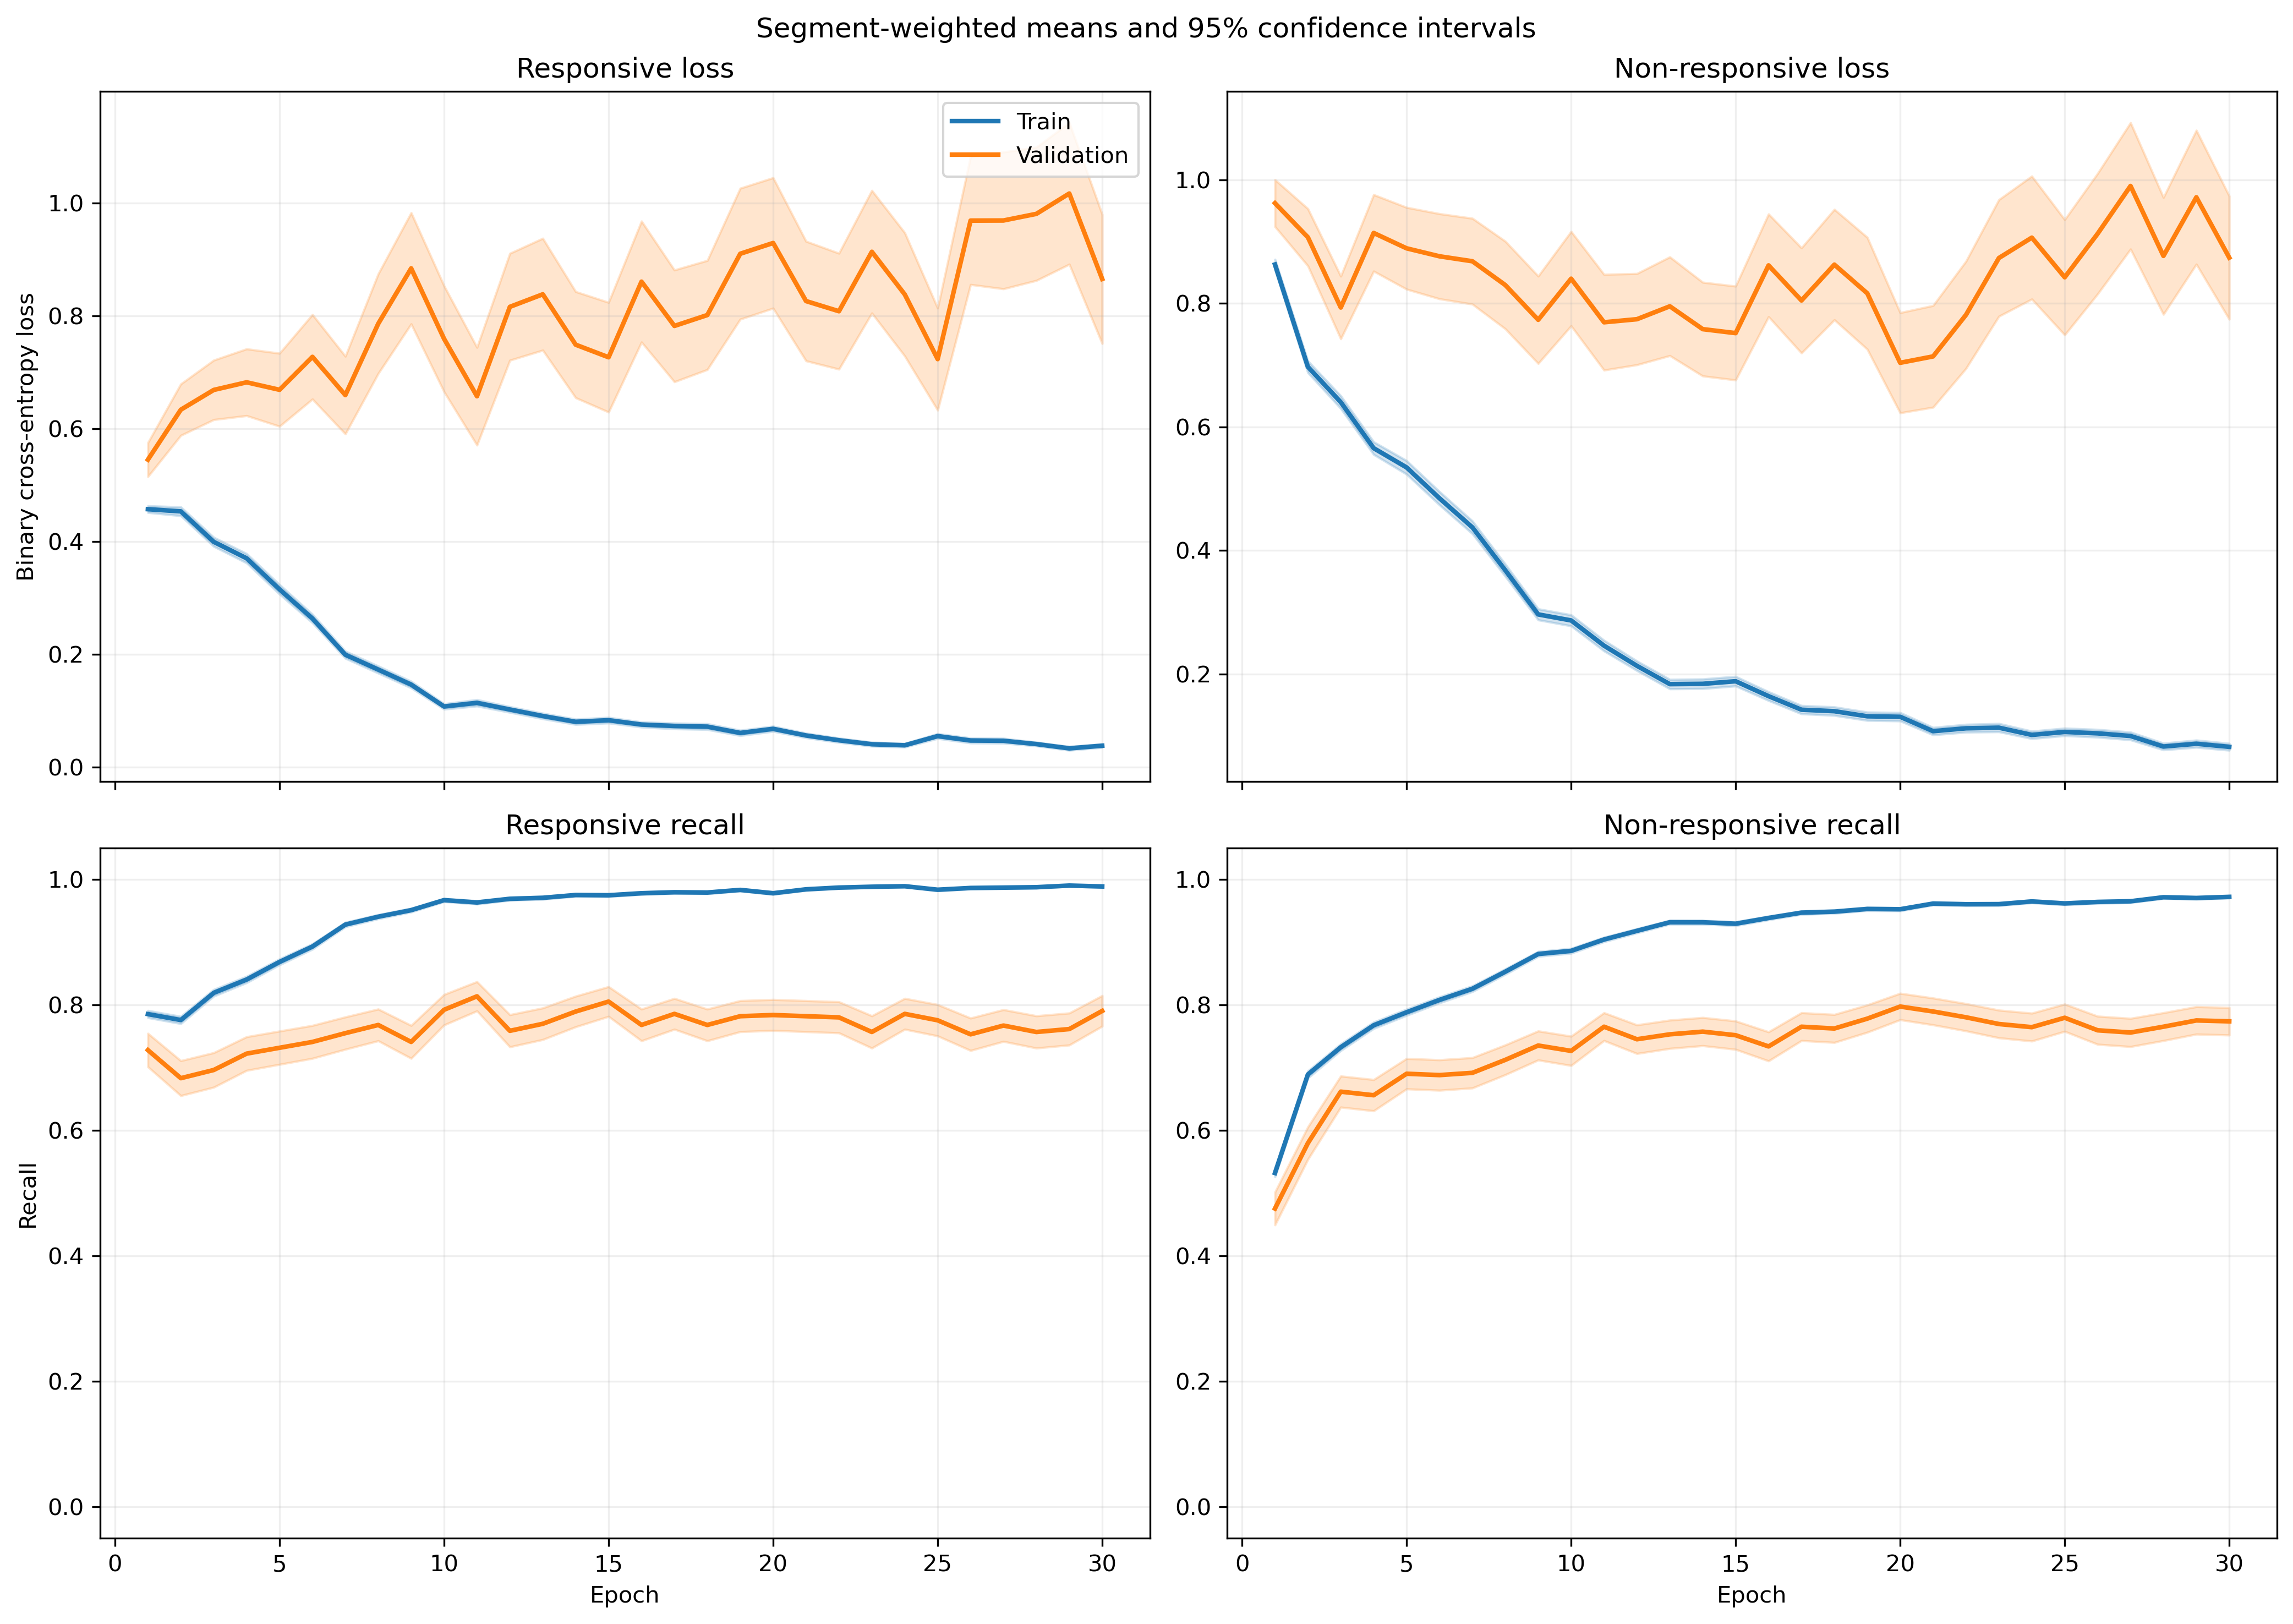 Segment-weighted means and 95% confidence intervals
Responsive loss
Non-responsive loss
Train
Validation
Binary cross-entropy loss
1.0
0.8
0.6
0.4
0.2
0.0
1.0
0.8
0.6
0.4
0.2
Responsive recall
Non-responsive recall
Recall
1.0
0.8
0.6
0.4
0.2
0.0
0 5 10 15 20 25 30
Epoch
1.0
0.8
0.6
0.4
0.2
0.0
0 5 10 15 20 25 30
Epoch